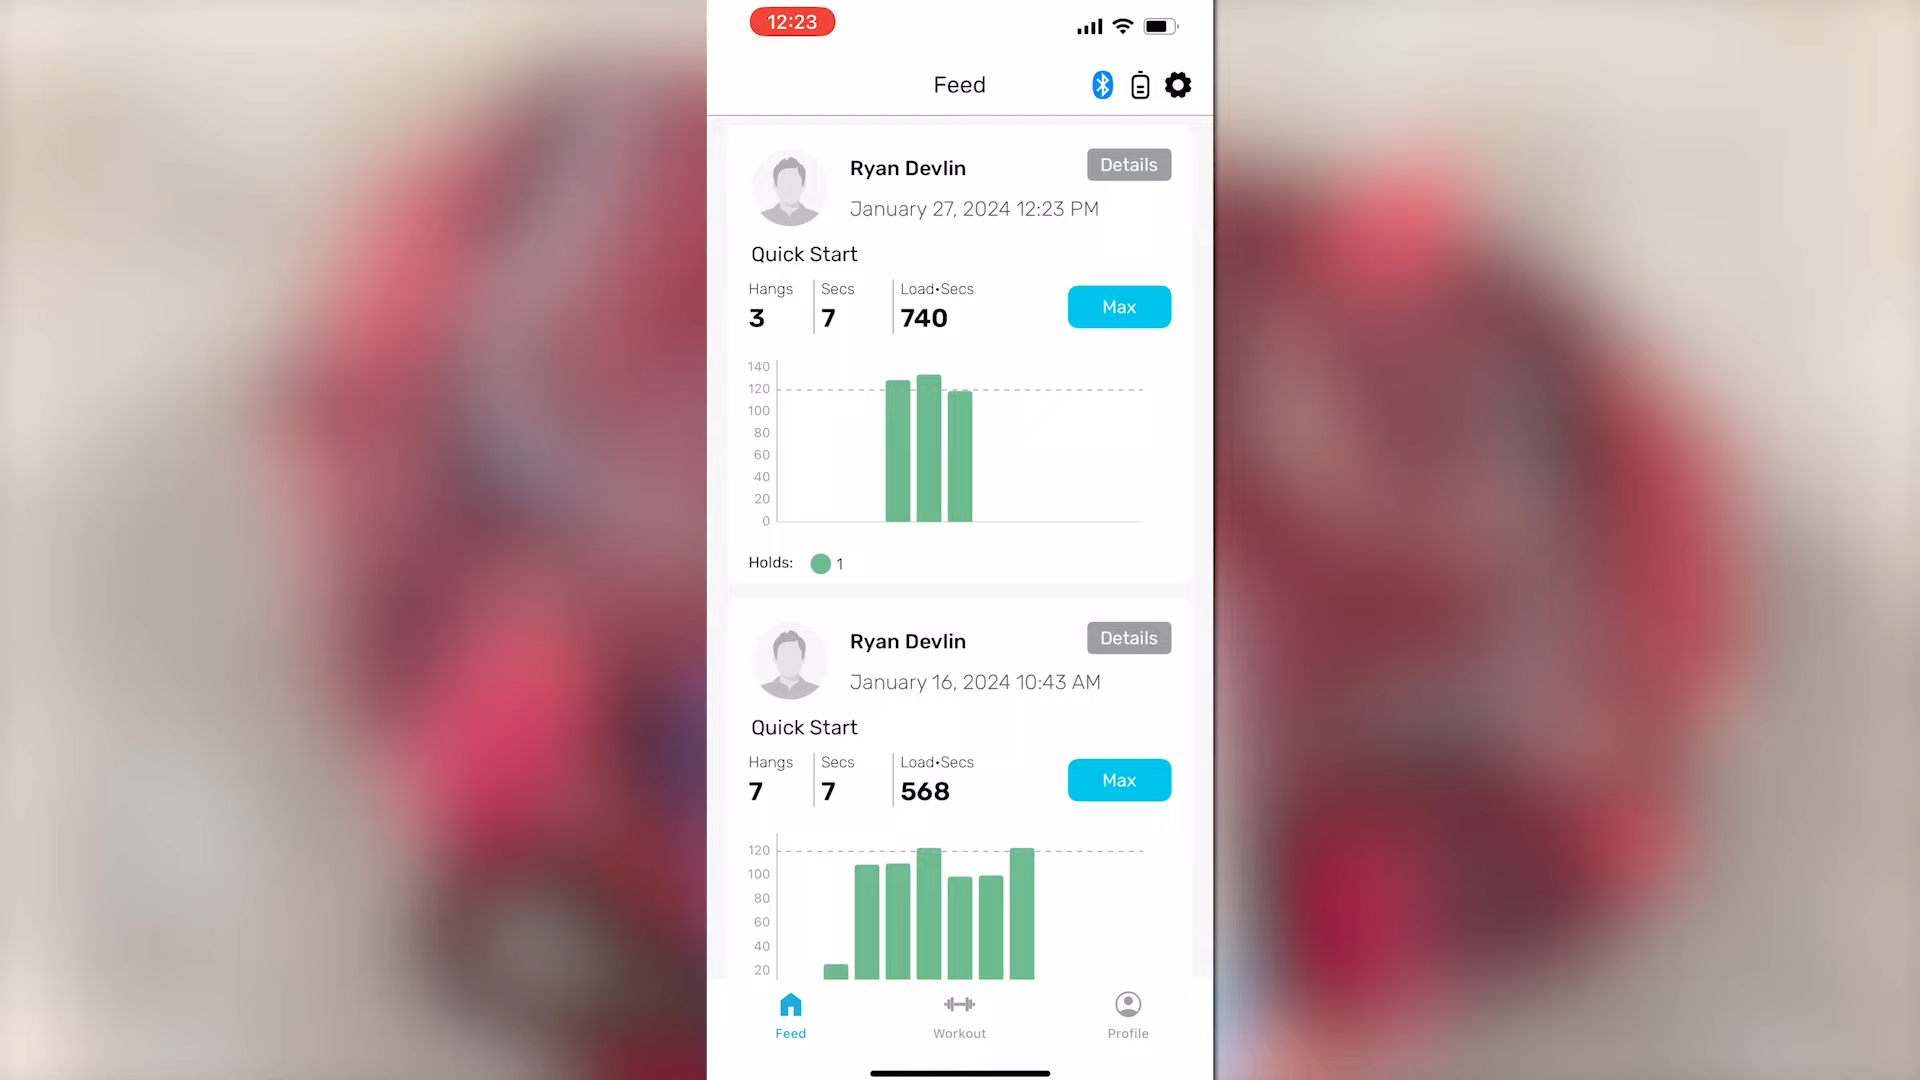 12:23
Feed
Ryan Devlin
Details
January 27, 2024 12:23 PM
Quick Start
Hangs
Secs
Load•Secs
3
7
740
Max
140
120
100
80
60
40
20
0
Holds:
1
Ryan Devlin
Details
January 16, 2024 10:43 AM
Quick Start
Hangs
Secs
Load•Secs
7
7
568
Max
120
100
80
60
40
20
Feed
Workout
Profile